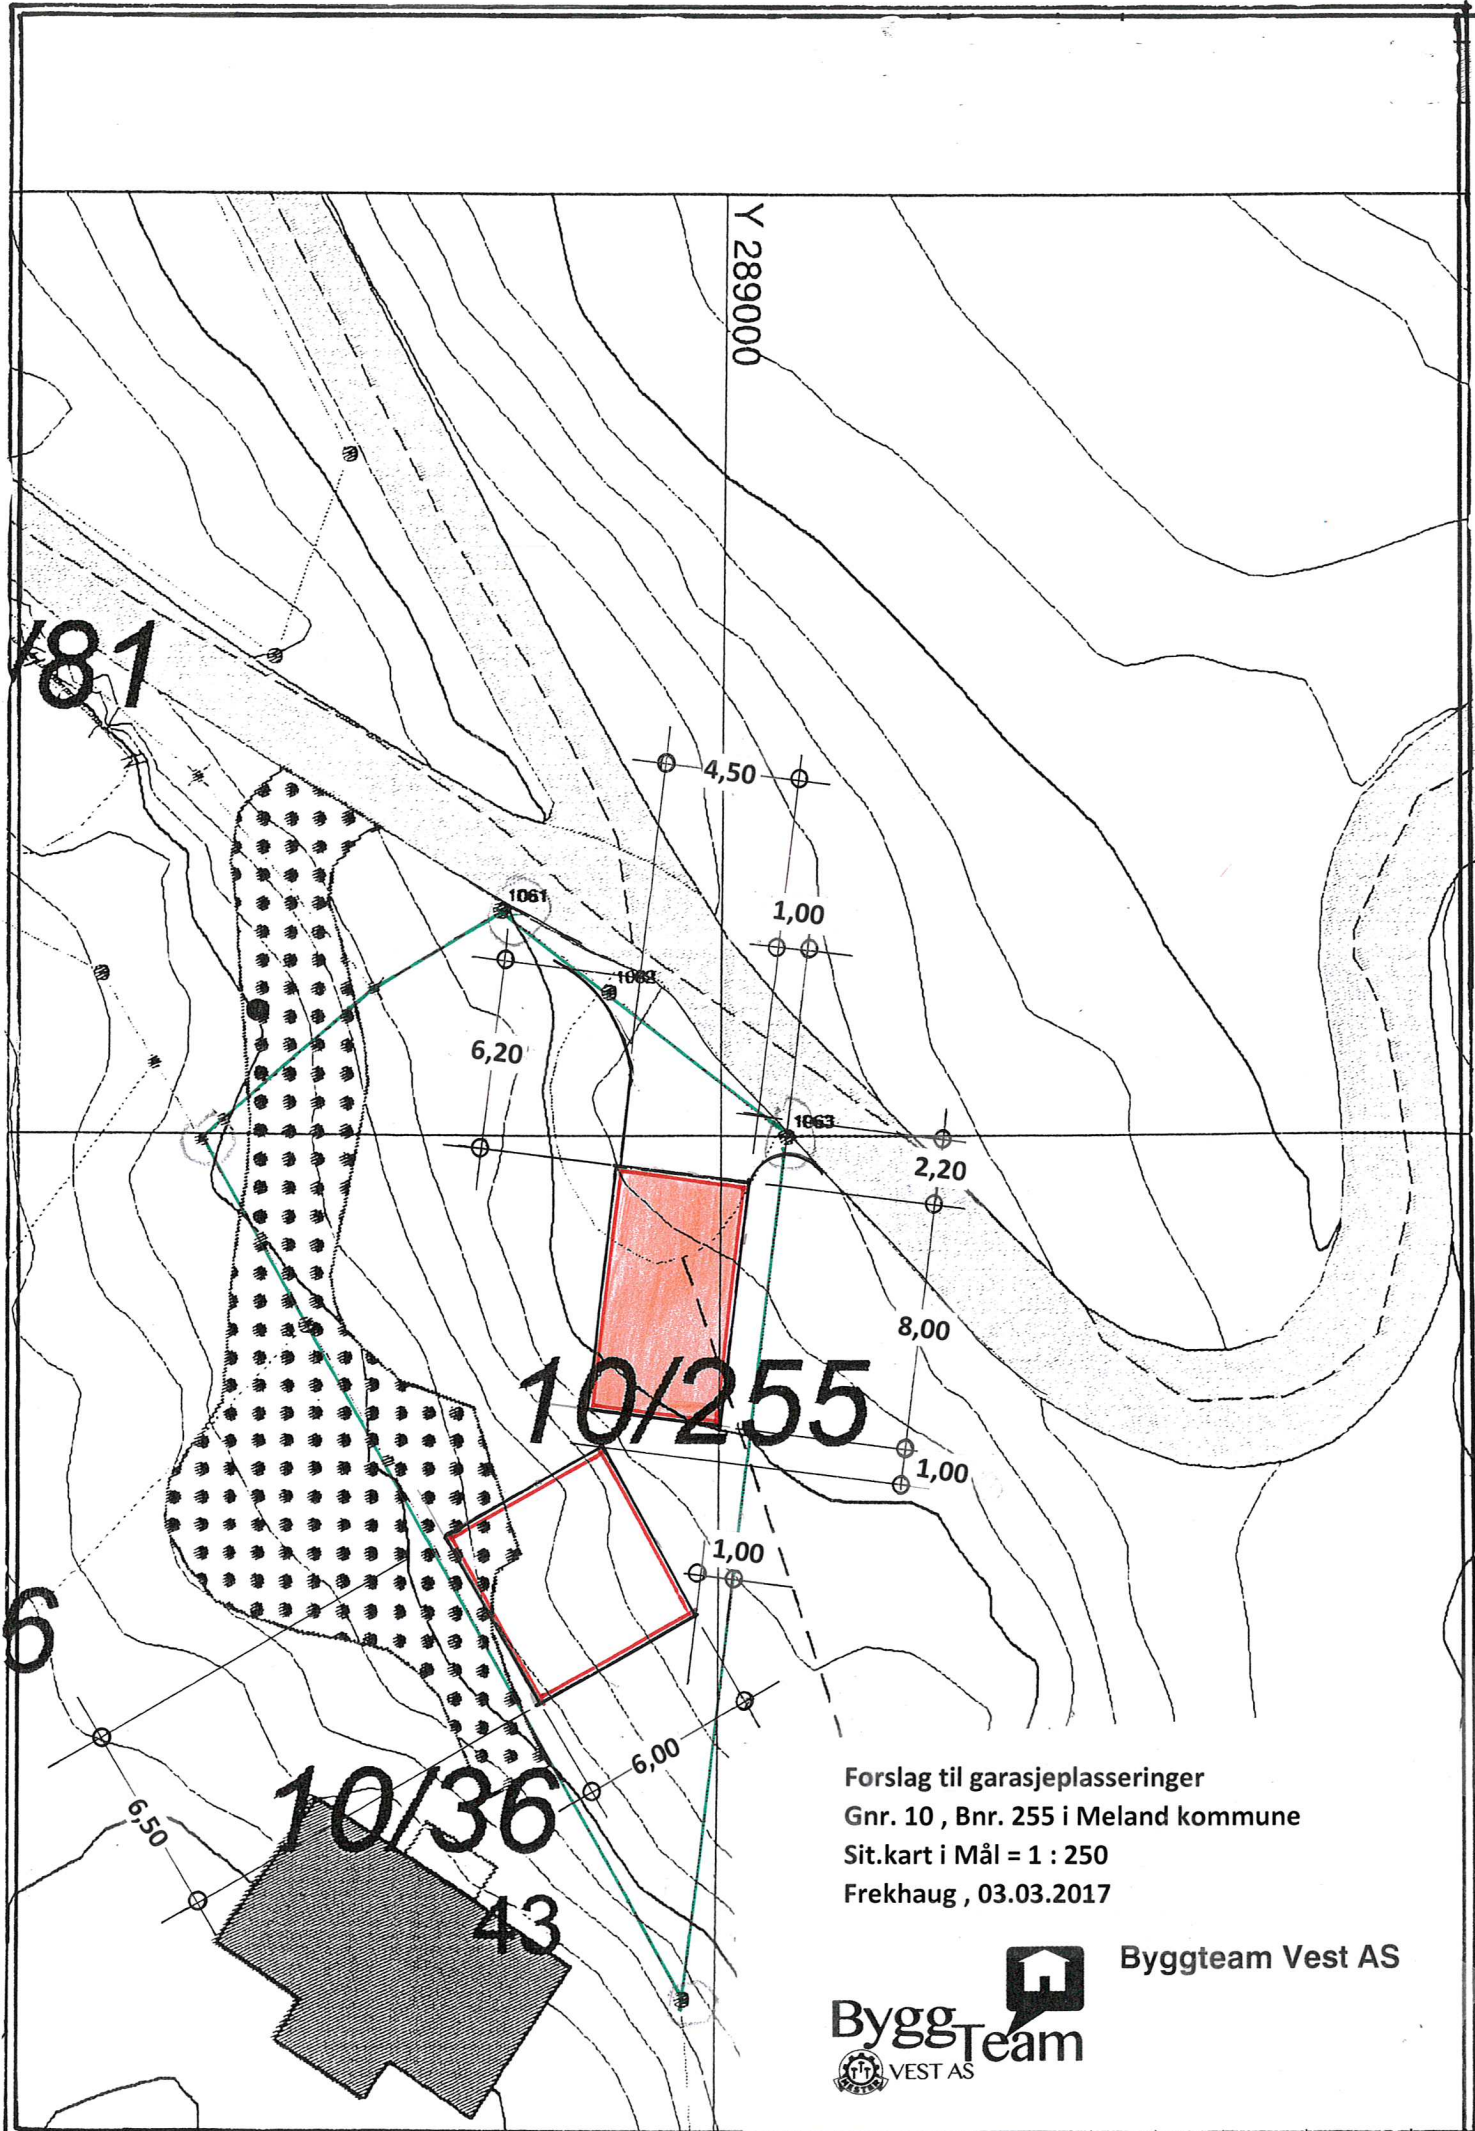 Y 289000
/81
4,50
1061
1,00
1062
6,20
1063
2,20
8,00
10/255
1,00
1,00
6
6,00
6,50
10/36
43
Forslag til garasjeplasseringer
Gnr. 10 , Bnr. 255 i Meland kommune
Sit.kart i Mål = 1 : 250
Frekhaug , 03.03.2017
Byggteam Vest AS
ByggTeam
VEST AS
MESTER